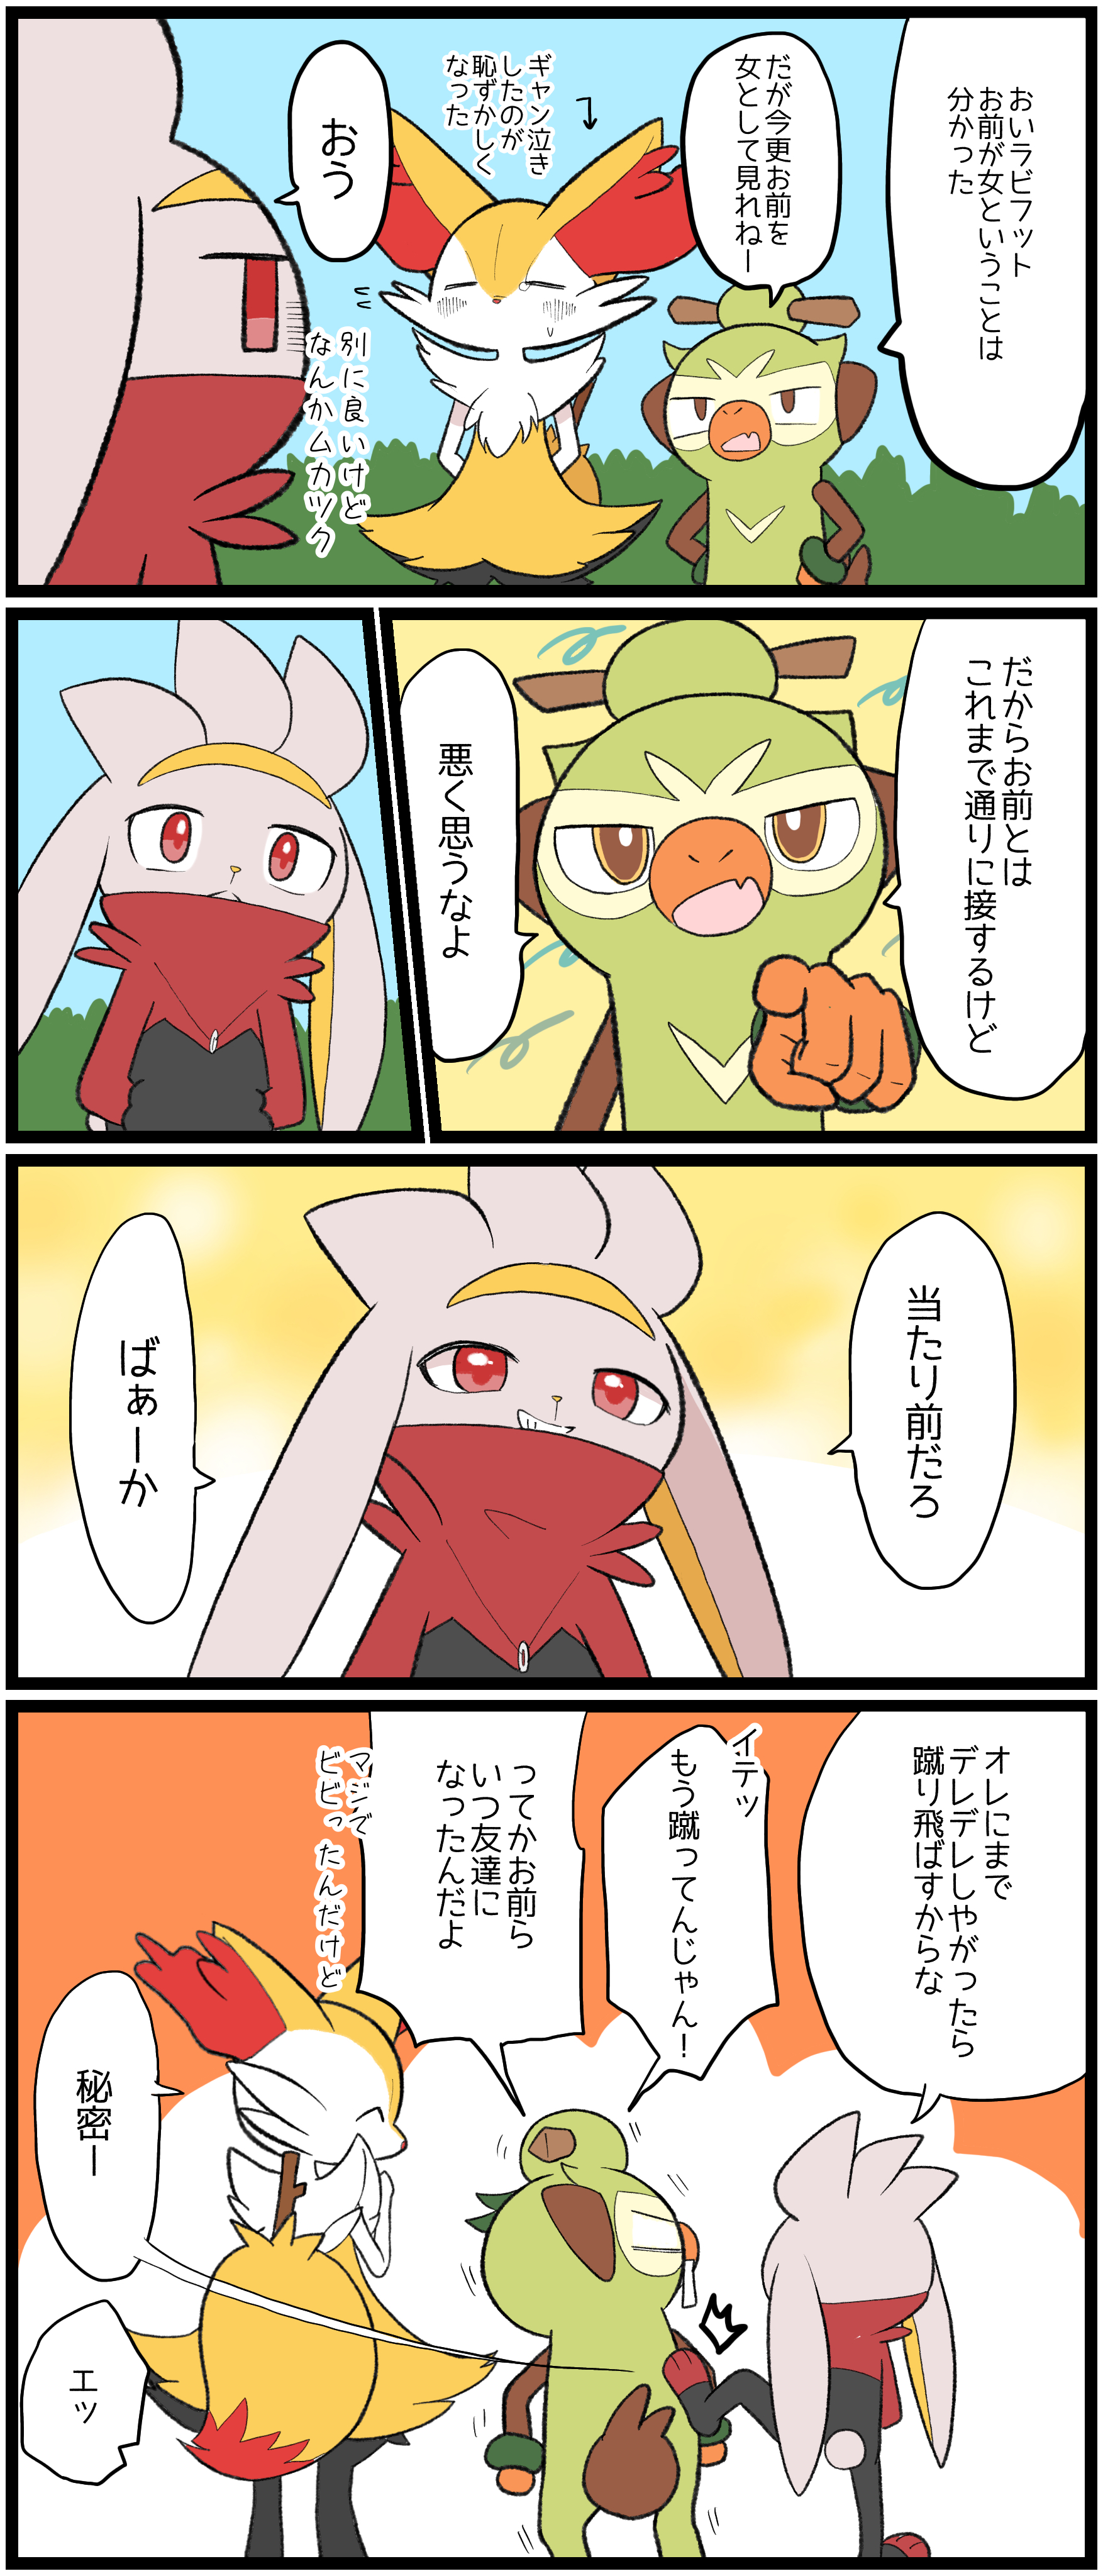 おいラビフット
お前が女ということは
分かった
だが今更お前を
女として見れねー
ギャン泣き
したのが
恥ずかしく
なった
おう
別に良いけど
なんかムカツク
だからお前とは
これまで通りに接するけど
悪く思うなよ
当たり前だろ
ばぁーか
オレにまで
デレデレしやがったら
蹴り飛ばすからな
イテッ
もう蹴ってんじゃん!
ってかお前ら
いつ友達に
なったんだよ
マジで
ビビったんだけど
秘密ー
エッ